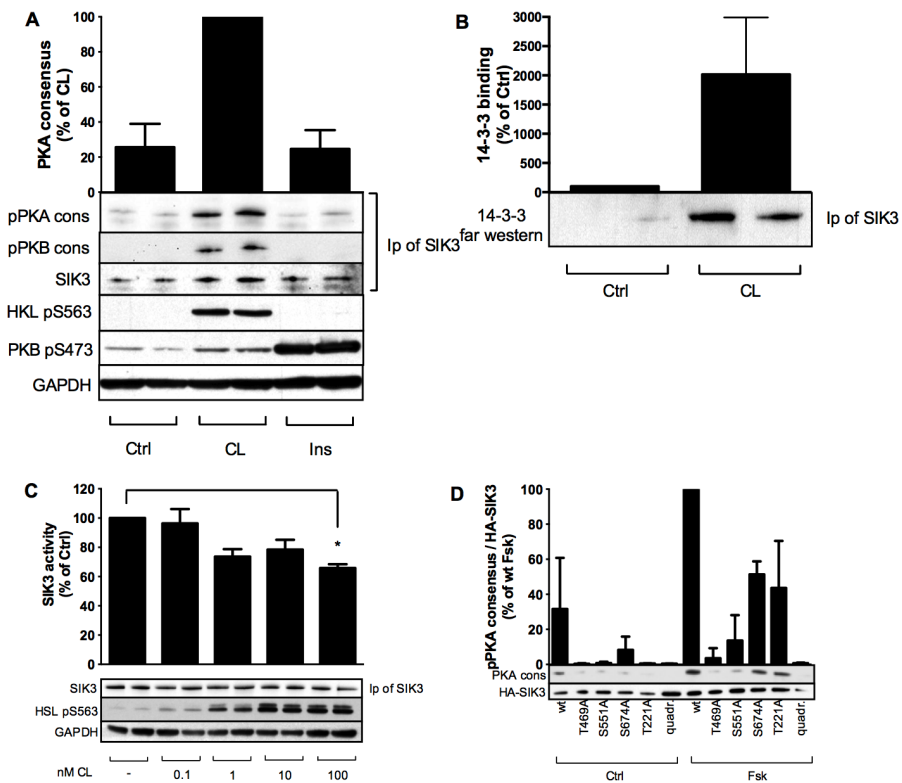 A
PKA consensus
(% of CL)
100
80
60
40
20
0
pPKA cons
pPKB cons
SIK3
HKL pS563
PKB pS473
GAPDH
Ip of SIK3
Ctrl CL Ins
B
14-3-3 binding
(% of Ctrl)
3000
2500
2000
1500
1000
500
0
14-3-3
far western
Ip of SIK3
Ctrl CL
C
SIK3 activity
(% of Ctrl)
120
100
80
60
40
20
0
*
SIK3 Ip of SIK3
HSL pS563
GAPDH
nM CL - 0.1 1 10 100
D
pPKA consensus / HA-SIK3
(% of wt Fsk)
100
80
60
40
20
0
PKA cons
HA-SIK3
wt T469A S551A S674A T221A quadr. wt T469A S551A S674A T221A quadr.
Ctrl Fsk